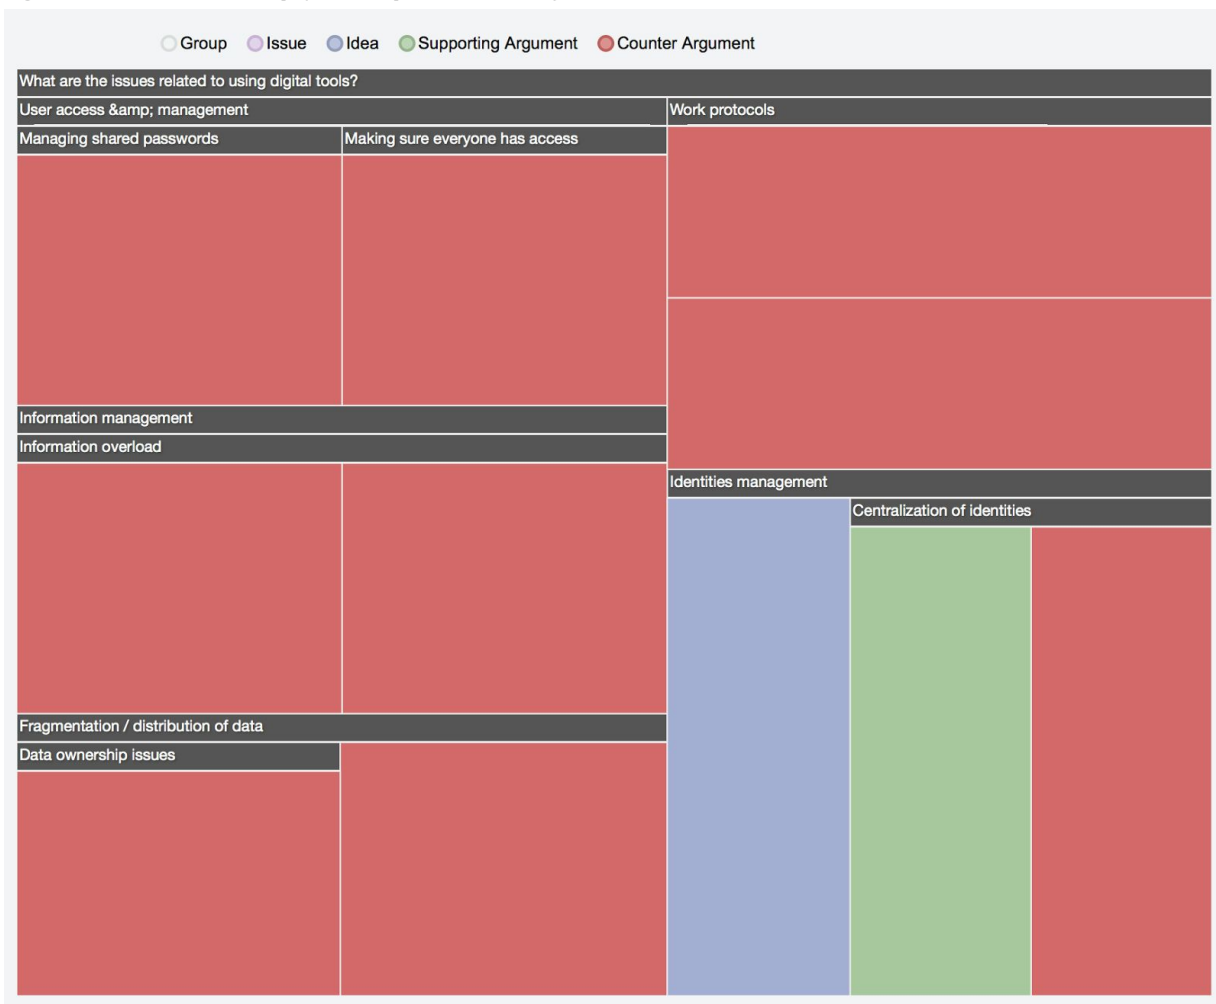 Group Issue Idea Supporting Argument Counter Argument
What are the issues related to using digital tools?
User access &amp; management
Work protocols
Managing shared passwords
Making sure everyone has access
Information management
Information overload
Identities management
Centralization of identities
Fragmentation / distribution of data
Data ownership issues